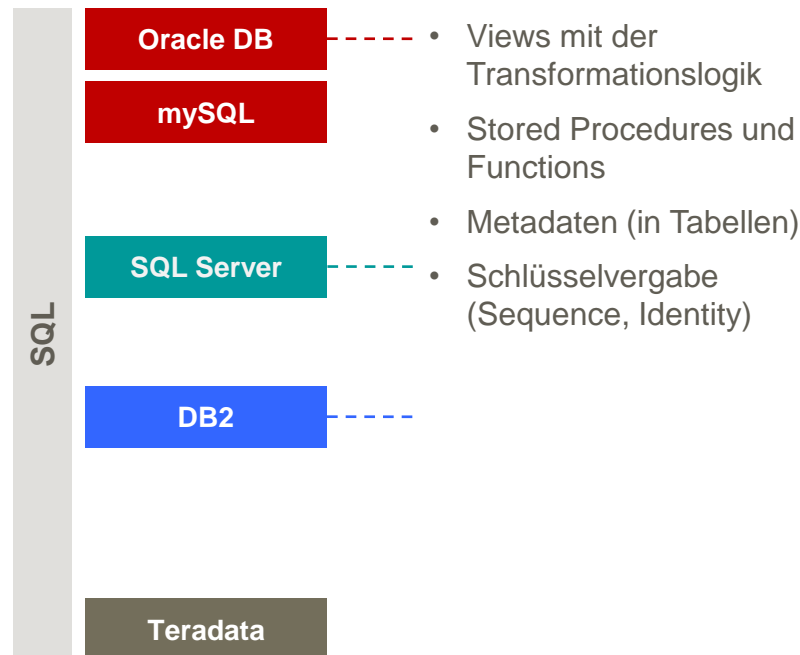 SQL
Oracle DB
mySQL
SQL Server
DB2
Teradata
• Views mit der
Transformationslogik
• Stored Procedures und
Functions
• Metadaten (in Tabellen)
• Schlüsselvergabe
(Sequence, Identity)